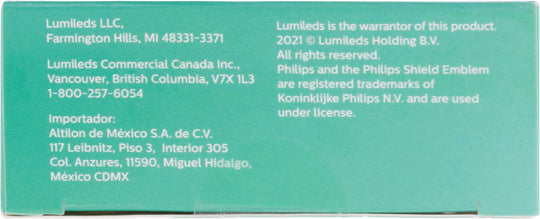 Lumileds LLC,
Farmington Hills, MI 48331-3371
Lumileds Commercial Canada Inc.,
Vancouver, British Columbia, V7X 1L3
1-800-257-6054
Importador:
Altilon de México S.A. de C.V.
117 Leibnitz, Piso 3, Interior 305
Col. Anzures, 11590, Miguel Hidalgo,
México CDMX
Lumileds is the warrantor of this product.
2021 © Lumileds Holding B.V.
All rights reserved.
Philips and the Philips Shield Emblem
are registered trademarks of
Koninklijke Philips N.V. and are used
under license.